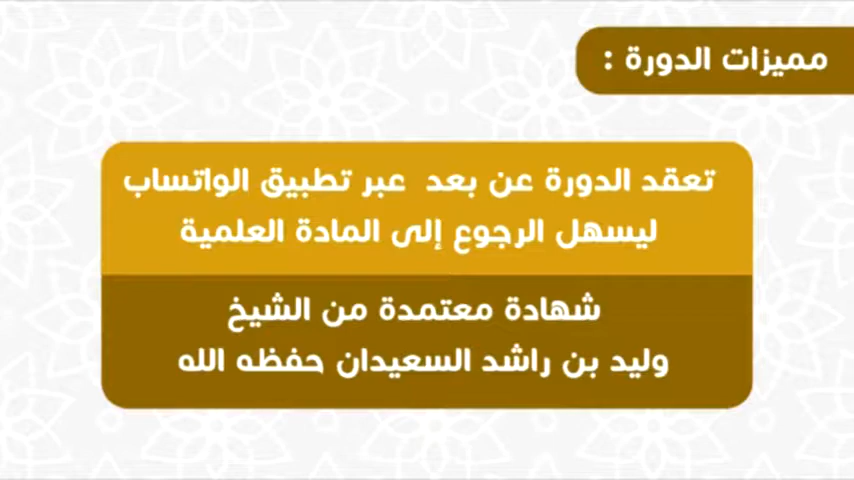 مميزات الدورة :
تعقد الدورة عن بعد عبر تطبيق الواتساب
ليسهل الرجوع إلى المادة العلمية
شهادة معتمدة من الشيخ
وليد بن راشد السعيدان حفظه الله